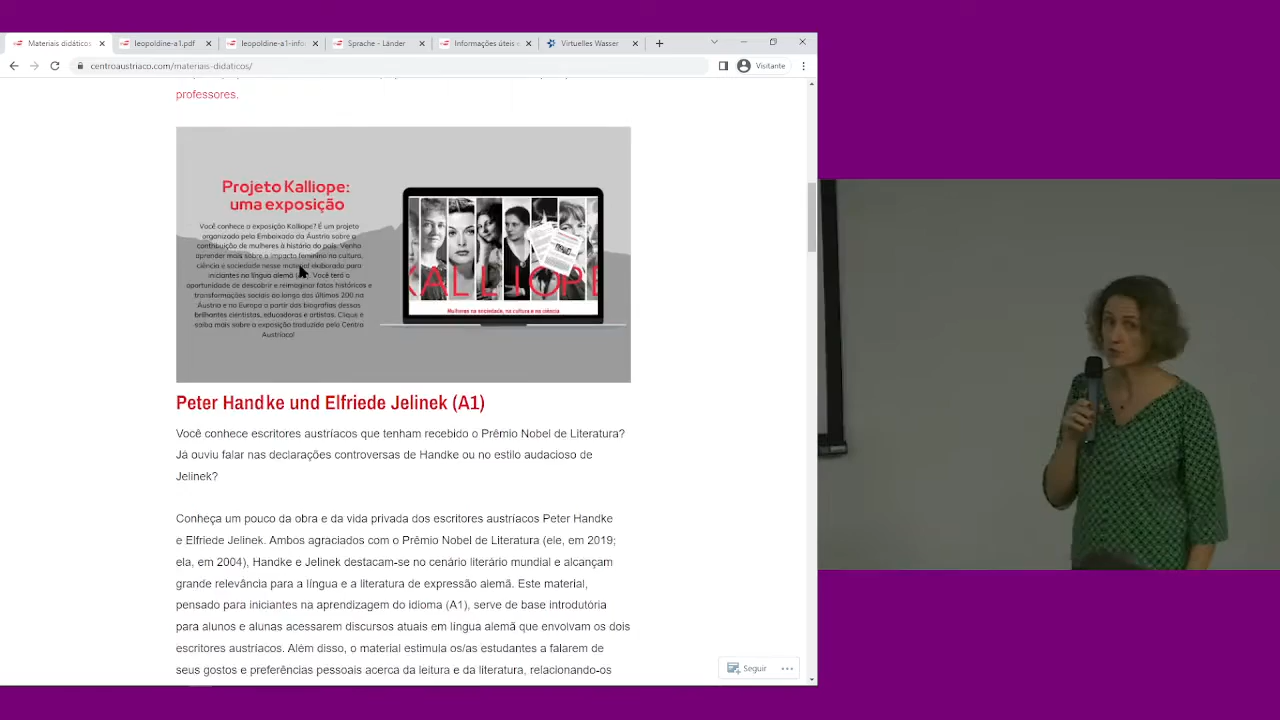 Materiais didáticos
leopoldine-a1.pdf
leopoldine-a1-info
Sprache - Länder
Informações úteis e
Virtuelles Wasser
centroaustriaco.com/materiais-didaticos/
Visitante
professores.
Projeto Kalliope:
uma exposição
Você conhece a exposição Kalliope? É um projeto
organizado pela Embaixada da Áustria sobre a
contribuição de mulheres à história do país. Venha
aprender mais sobre o impacto feminino na cultura,
ciência e sociedade nesse material elaborado para
iniciantes na língua alemã Você terá a
oportunidade de descobrir e reimaginar fatos históricos e
transformações sociais ao longo dos últimos 200 na
Áustria e na Europa a partir das biografias dessas
brilhantes cientistas, educadoras e artistas. Clique e
saiba mais sobre a exposição traduzida pelo Centro
Austríaco!
KALLIOPE
Mulheres na sociedade, na cultura e na ciência
Peter Handke und Elfriede Jelinek (A1)
Você conhece escritores austríacos que tenham recebido o Prêmio Nobel de Literatura?
Já ouviu falar nas declarações controversas de Handke ou no estilo audacioso de
Jelinek?
Conheça um pouco da obra e da vida privada dos escritores austríacos Peter Handke
e Elfriede Jelinek. Ambos agraciados com o Prêmio Nobel de Literatura (ele, em 2019;
ela, em 2004), Handke e Jelinek destacam-se no cenário literário mundial e alcançam
grande relevância para a língua e a literatura de expressão alemã. Este material,
pensado para iniciantes na aprendizagem do idioma (A1), serve de base introdutória
para alunos e alunas acessarem discursos atuais em língua alemã que envolvam os dois
escritores austríacos. Além disso, o material estimula os/as estudantes a falarem de
seus gostos e preferências pessoais acerca da leitura e da literatura, relacionando-os
Seguir